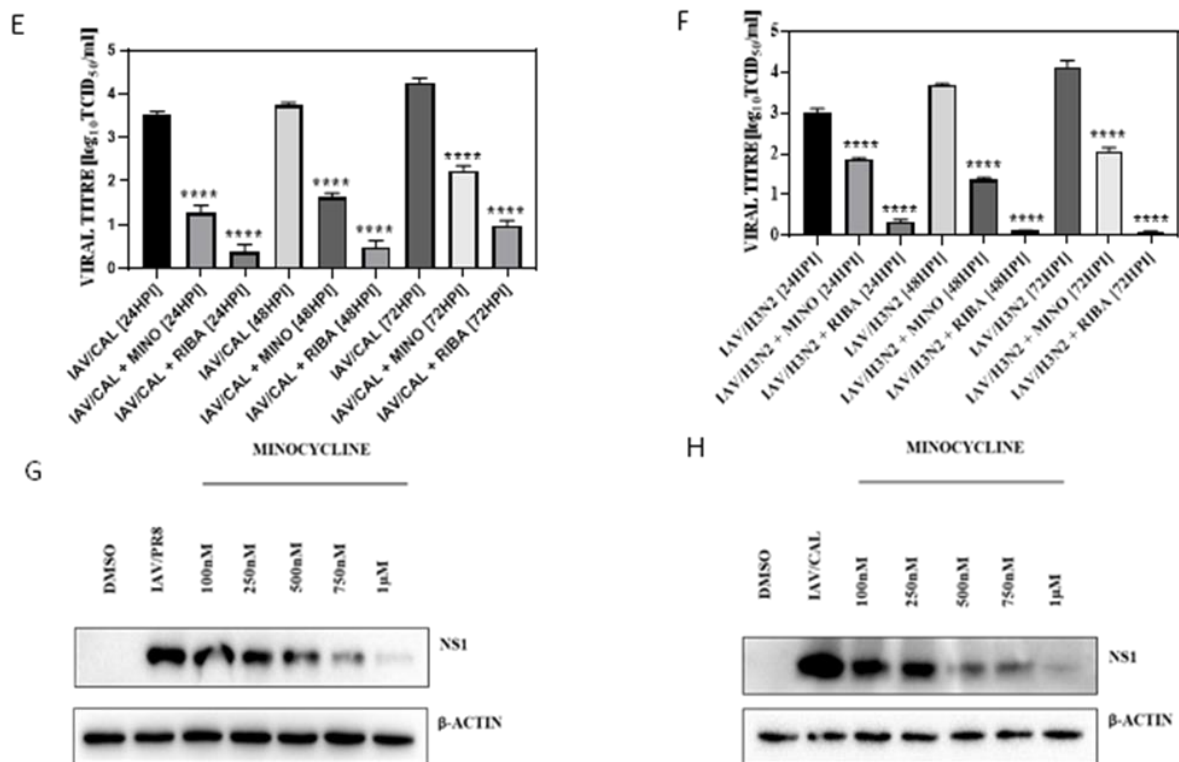 E
VIRAL TITRE [log10TCID50/ml]
5
4
3
2
1
0
****
****
****
****
****
****
IAV/CAL [24HPI]
IAV/CAL + MINO [24HPI]
IAV/CAL + RIBA [24HPI]
IAV/CAL [48HPI]
IAV/CAL + MINO [48HPI]
IAV/CAL + RIBA [48HPI]
IAV/CAL [72HPI]
IAV/CAL + MINO [72HPI]
IAV/CAL + RIBA [72HPI]
F
VIRAL TITRE [log10TCID50/ml]
5
4
3
2
1
0
****
****
****
****
****
****
IAV/H3N2 [24HPI]
IAV/H3N2 + MINO [24HPI]
IAV/H3N2 + RIBA [24HPI]
IAV/H3N2 [48HPI]
IAV/H3N2 + MINO [48HPI]
IAV/H3N2 + RIBA [48HPI]
IAV/H3N2 [72HPI]
IAV/H3N2 + MINO [72HPI]
IAV/H3N2 + RIBA [72HPI]
G
MINOCYCLINE
DMSO
IAV/PR8
100nM
250nM
500nM
750nM
1µM
NS1
β-ACTIN
H
MINOCYCLINE
DMSO
IAV/CAL
100nM
250nM
500nM
750nM
1µM
NS1
β-ACTIN